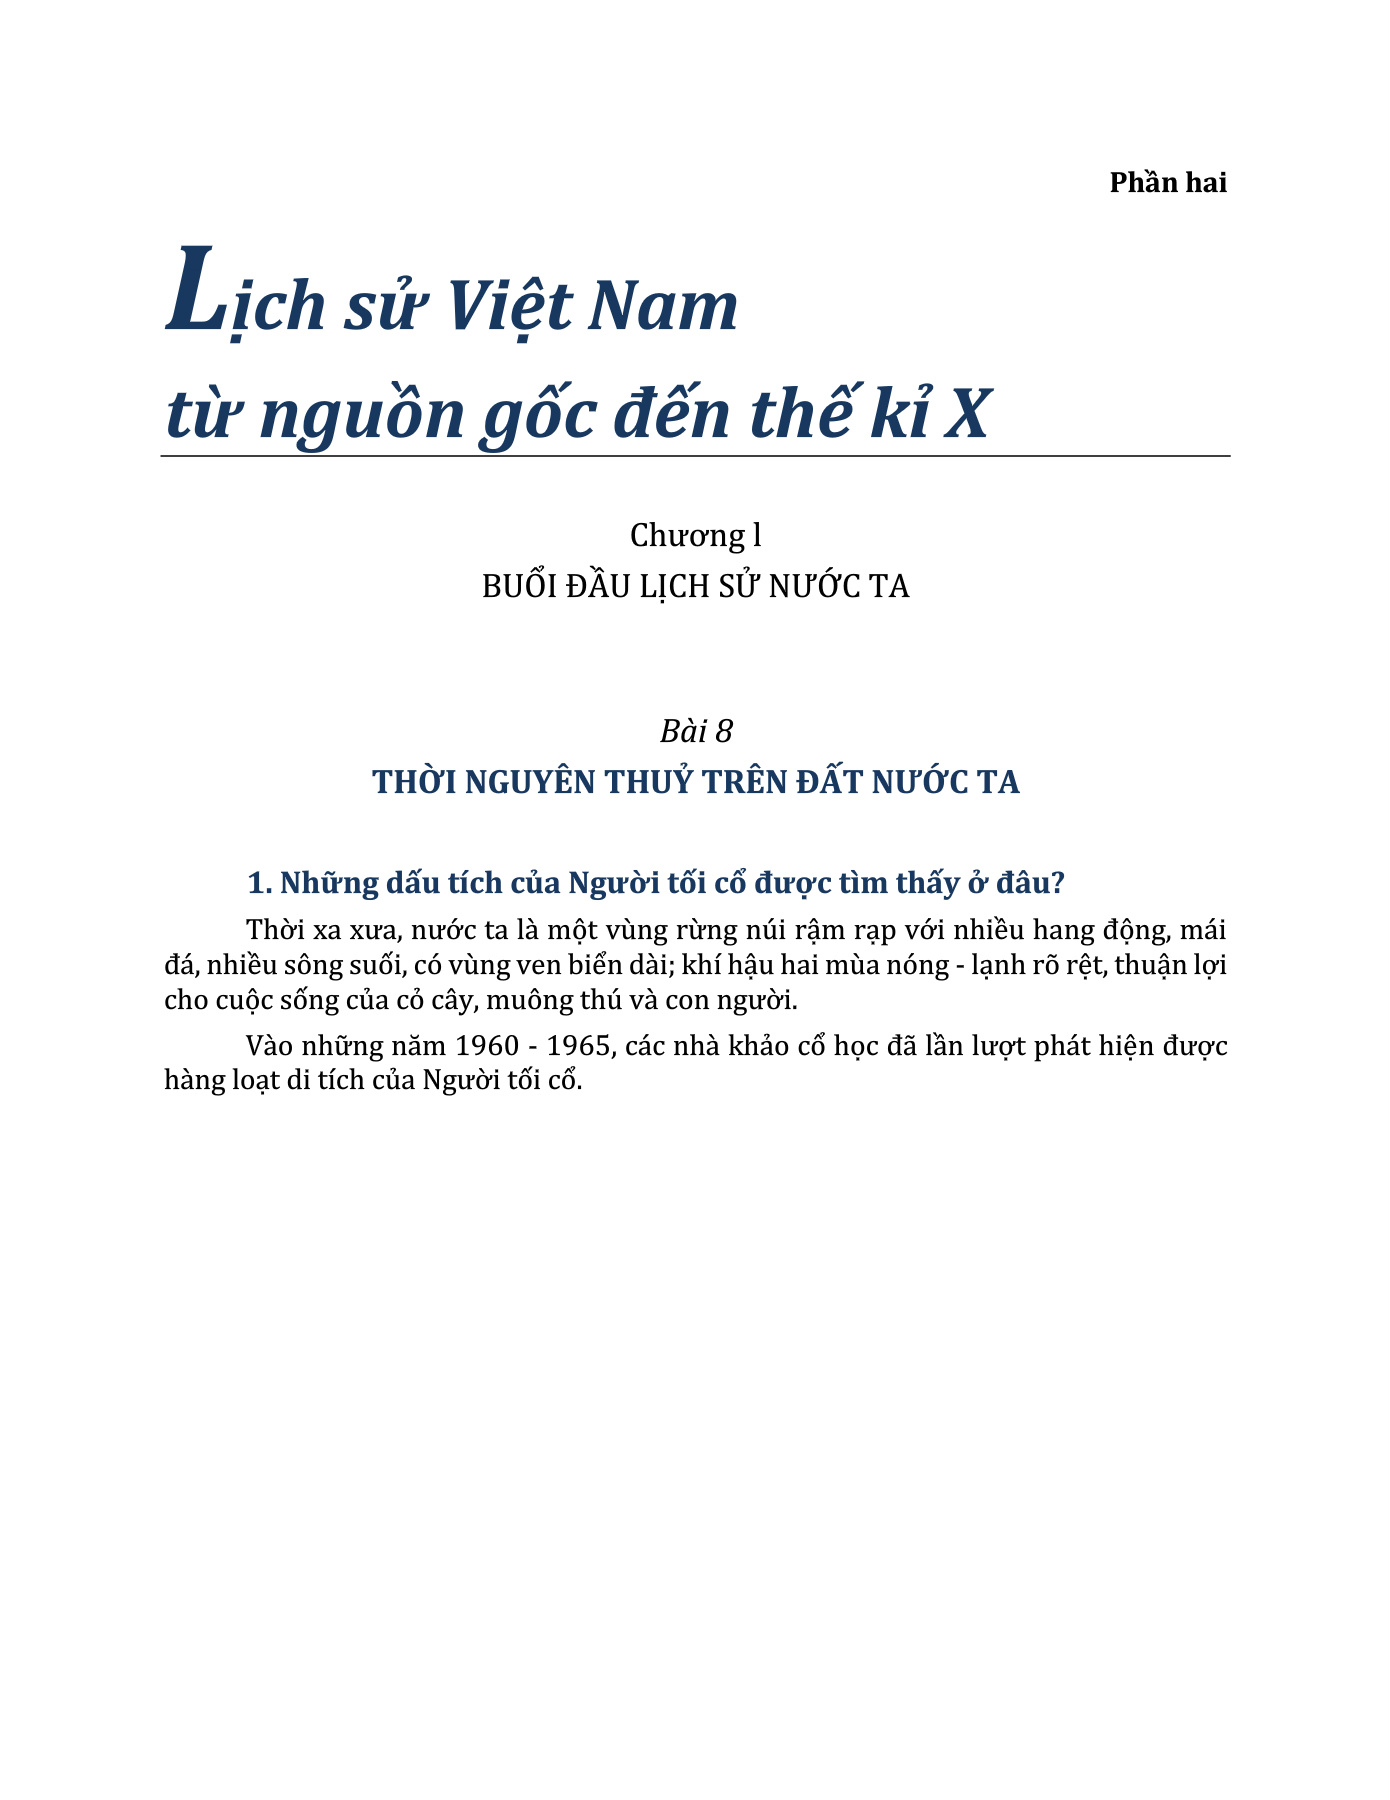 Phần hai
Lịch sử Việt Nam
từ nguồn gốc đến thế kỉ X
Chương l
BUỔI ĐẦU LỊCH SỬ NƯỚC TA
Bài 8
THỜI NGUYÊN THUỶ TRÊN ĐẤT NƯỚC TA
1. Những dấu tích của Người tối cổ được tìm thấy ở đâu?
Thời xa xưa, nước ta là một vùng rừng núi rậm rạp với nhiều hang động, mái
đá, nhiều sông suối, có vùng ven biển dài; khí hậu hai mùa nóng - lạnh rõ rệt, thuận lợi
cho cuộc sống của cỏ cây, muông thú và con người.
Vào những năm 1960 - 1965, các nhà khảo cổ học đã lần lượt phát hiện được
hàng loạt di tích của Người tối cổ.